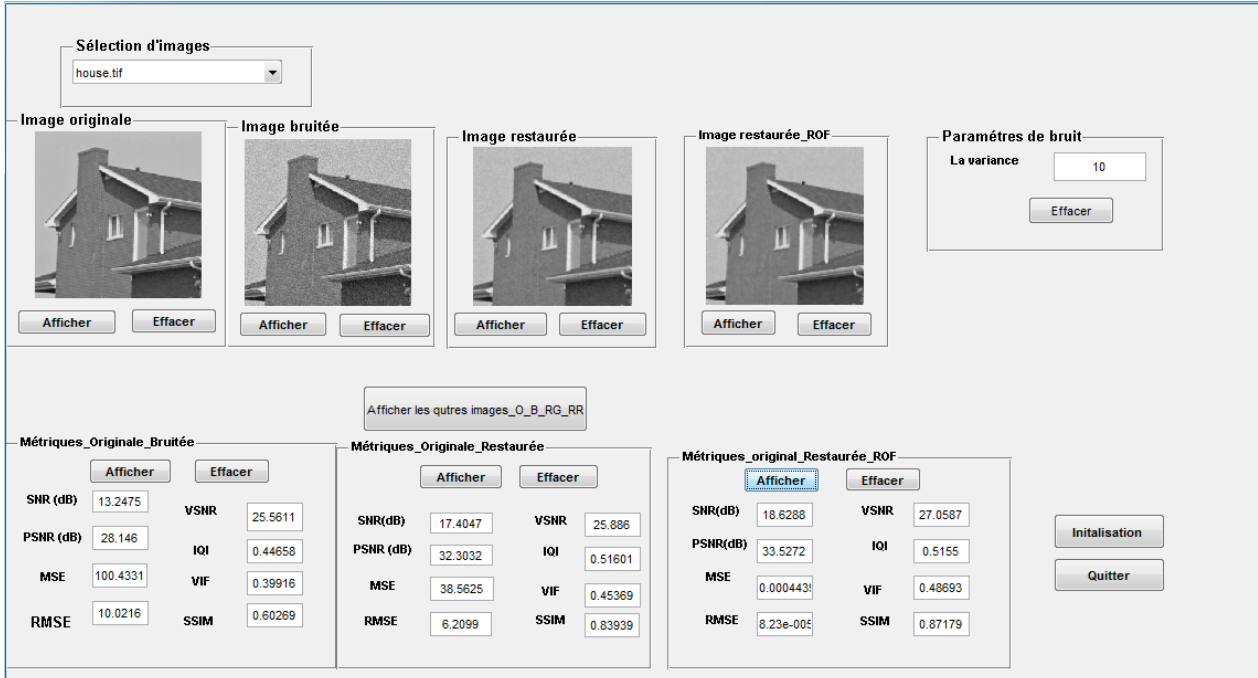 Sélection d'images
house.tif
Image originale
Image bruitée
Image restaurée
Image restaurée_ROF
Paramétres de bruit
La variance
10
Effacer
Afficher
Effacer
Afficher
Effacer
Afficher
Effacer
Afficher
Effacer
Afficher les qutres images_O_B_RG_RR
Métriques_Originale_Bruitée
Afficher
Effacer
SNR (dB)
13.2475
VSNR
25.5611
PSNR (dB)
28.146
IQI
0.44658
MSE
100.4331
VIF
0.39916
RMSE
10.0216
SSIM
0.60269
Métriques_Originale_Restaurée
Afficher
Effacer
SNR(dB)
17.4047
VSNR
25.886
PSNR (dB)
32.3032
IQI
0.51601
MSE
38.5625
VIF
0.45369
RMSE
6.2099
SSIM
0.83939
Métriques_original_Restaurée_ROF
Afficher
Effacer
SNR(dB)
18.6288
VSNR
27.0587
PSNR(dB)
33.5272
IQI
0.5155
MSE
VIF
0.48693
RMSE
8.23e-005
SSIM
0.87179
Initalisation
Quitter